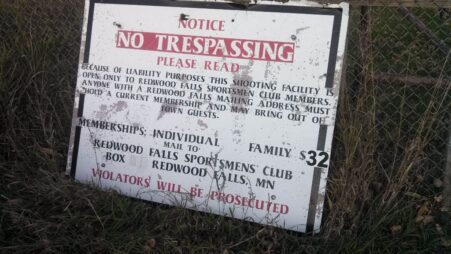 NOTICE
NO TRESPASSING
PLEASE READ
BECAUSE OF LIABILITY PURPOSES THIS SHOOTING FACILITY IS
OPEN ONLY TO REDWOOD FALLS SPORTSMEN CLUB MEMBERS.
ANYONE WITH A REDWOOD FALLS MAILING ADDRESS MUST
HOLD A CURRENT MEMBERSHIP AND MAY BRING OUT OF
TOWN GUESTS.
MEMBERSHIPS: INDIVIDUAL FAMILY $32
MAIL TO
REDWOOD FALLS SPORTSMENS' CLUB
BOX REDWOOD FALLS, MN
VIOLATORS WILL BE PROSECUTED